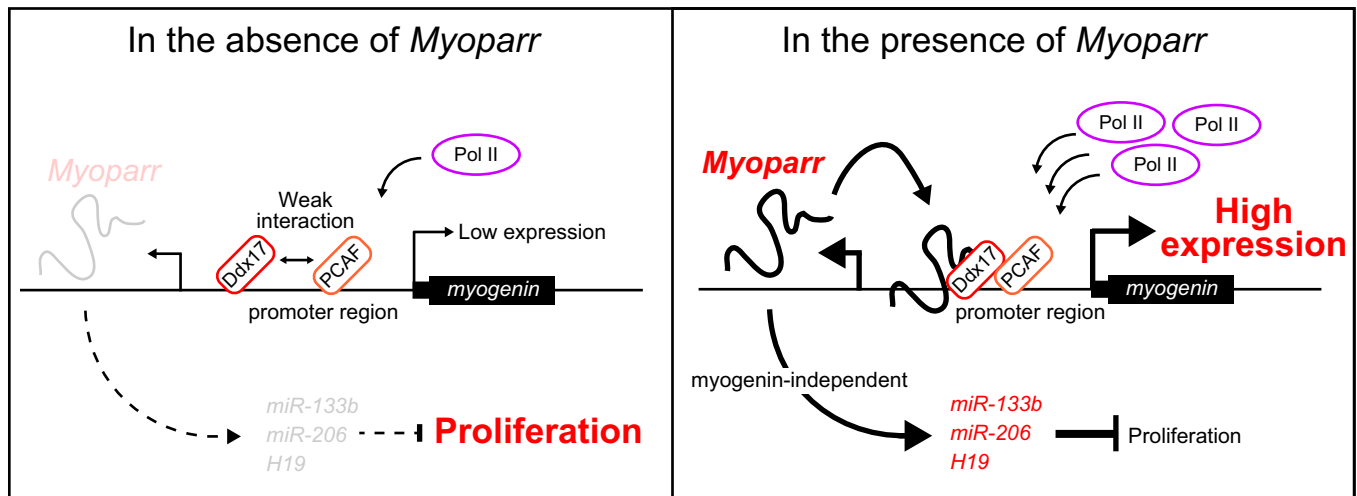 In the absence of Myoparr
Myoparr
Pol II
Weak
interaction
Low expression
Ddx17
PCAF
myogenin
promoter region
miR-133b
miR-206
H19
Proliferation
In the presence of Myoparr
Pol II
Pol II
Pol II
Myoparr
High
expression
Ddx17
PCAF
myogenin
promoter region
myogenin-independent
miR-133b
miR-206
H19
Proliferation